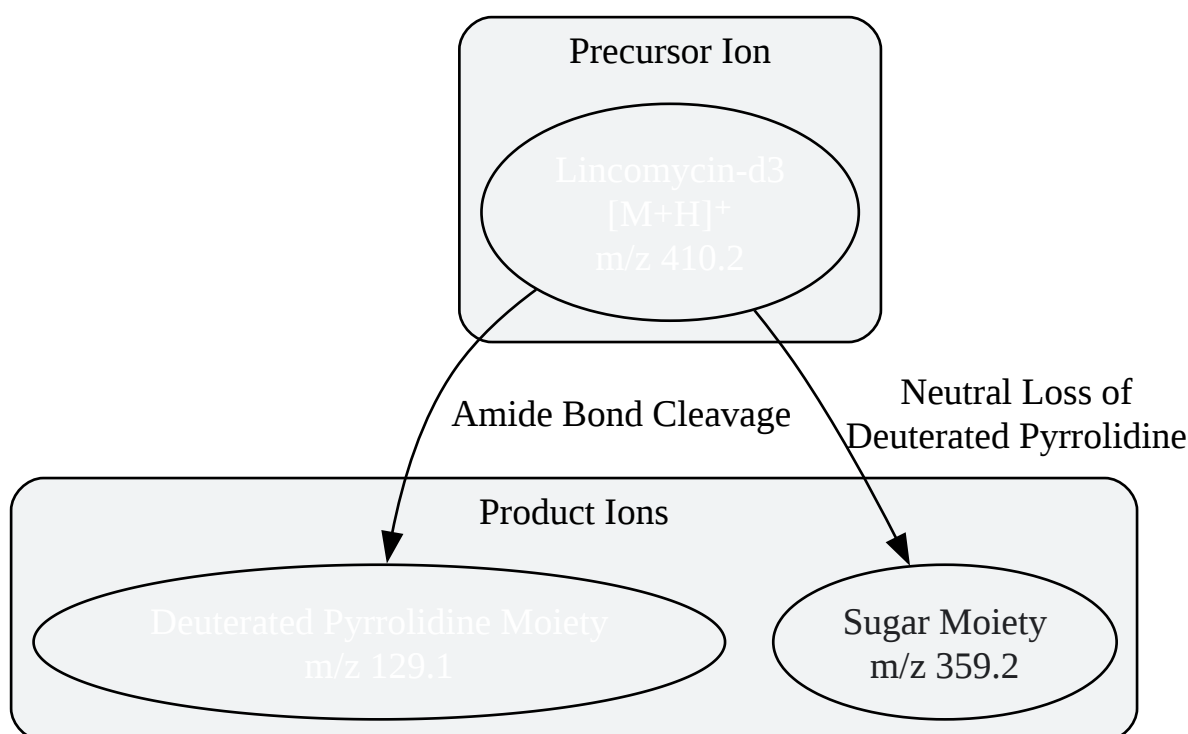 Precursor Ion
Lincomycin-d3
[M+H]⁺
m/z 410.2
Amide Bond Cleavage
Neutral Loss of
Deuterated Pyrrolidine
Product Ions
Deuterated Pyrrolidine Moiety
m/z 129.1
Sugar Moiety
m/z 359.2